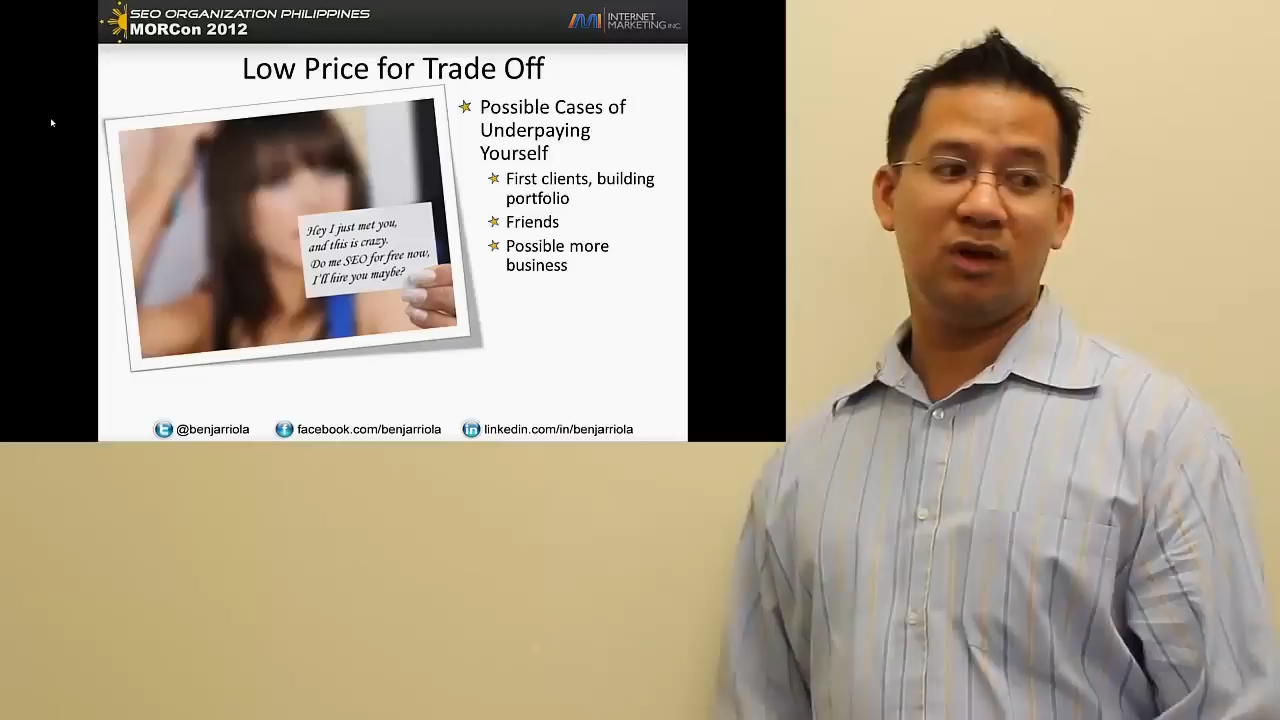 SEO ORGANIZATION PHILIPPINES
MORCon 2012
INTERNET
MARKETING INC.
Low Price for Trade Off
Hey I just met you,
and this is crazy.
Do me SEO for free now,
I'll hire you maybe?
Possible Cases of
Underpaying
Yourself
First clients, building
portfolio
Friends
Possible more
business
@benjarriola
facebook.com/benjarriola
linkedin.com/in/benjarriola